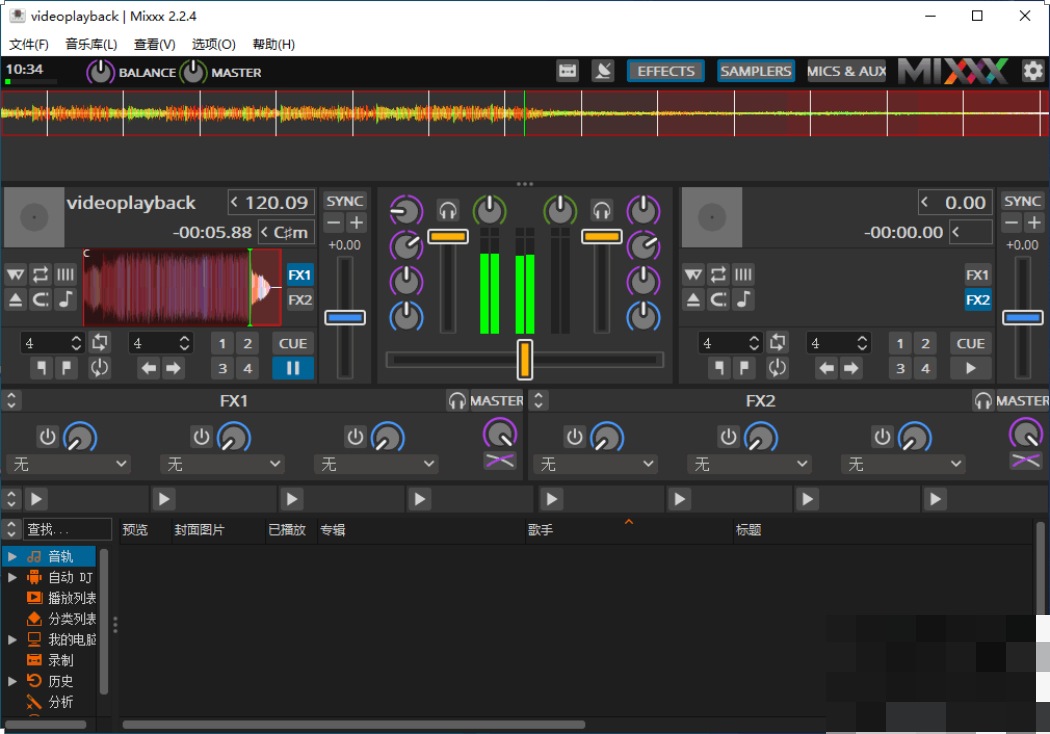 videoplayback | Mixxx 2.2.4
文件(F) 音乐库(L) 查看(V) 选项(O) 帮助(H)
10:34 BALANCE MASTER EFFECTS SAMPLERS MICS & AUX MIXXX
videoplayback 120.09 SYNC 0.00 SYNC
-00:05.88 C♯m +0.00 -00:00.00 +0.00
C
FX1 FX1
FX2 FX2
4 4 1 2 CUE 4 4 1 2 CUE
3 4 3 4
FX1 MASTER FX2 MASTER
无 无 无 无 无 无
查找... 预览 封面图片 已播放 专辑 歌手 标题
音轨
自动 DJ
播放列表
分类列表
我的电脑
录制
历史
分析